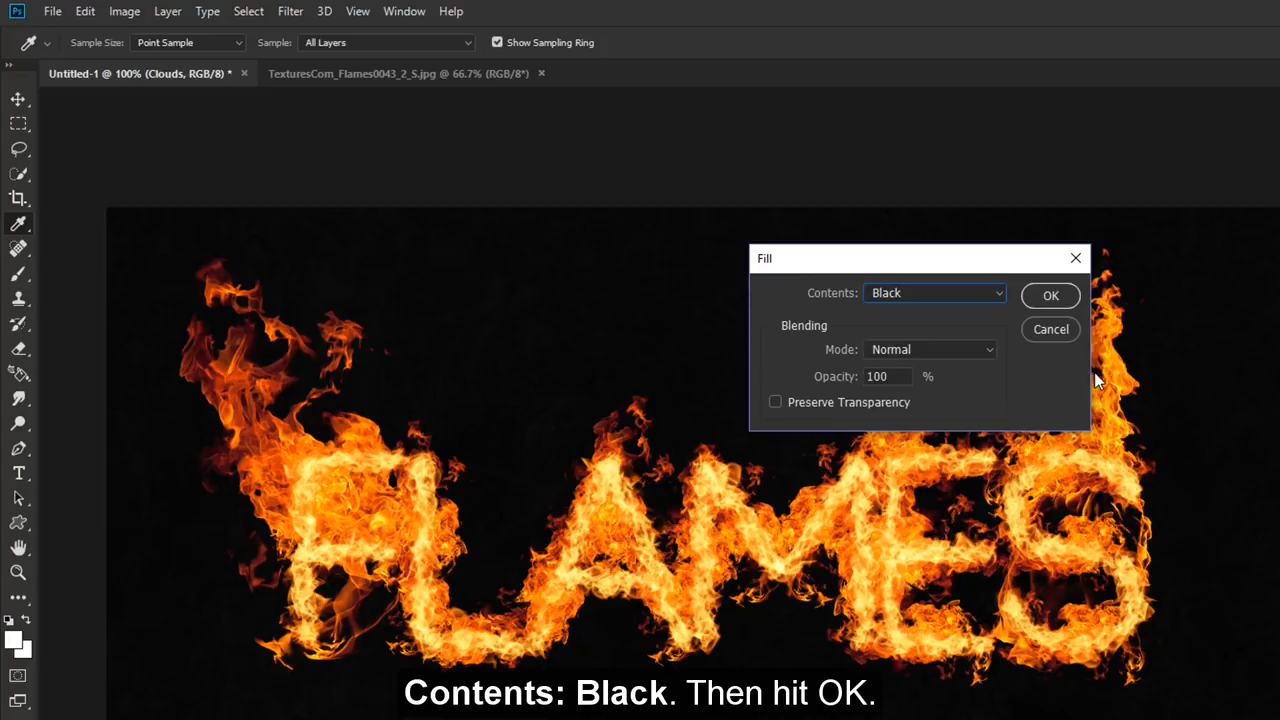 Ps File Edit Image Layer Type Select Filter 3D View Window Help
Sample Size: Point Sample Sample: All Layers Show Sampling Ring
Untitled-1 @ 100% (Clouds, RGB/8) * × TexturesCom_Flames0043_2_S.jpg @ 66.7% (RGB/8*) ×
Fill
Contents: Black OK
Blending Cancel
Mode: Normal
Opacity: 100 %
Preserve Transparency
FLAMES
Contents: Black. Then hit OK.